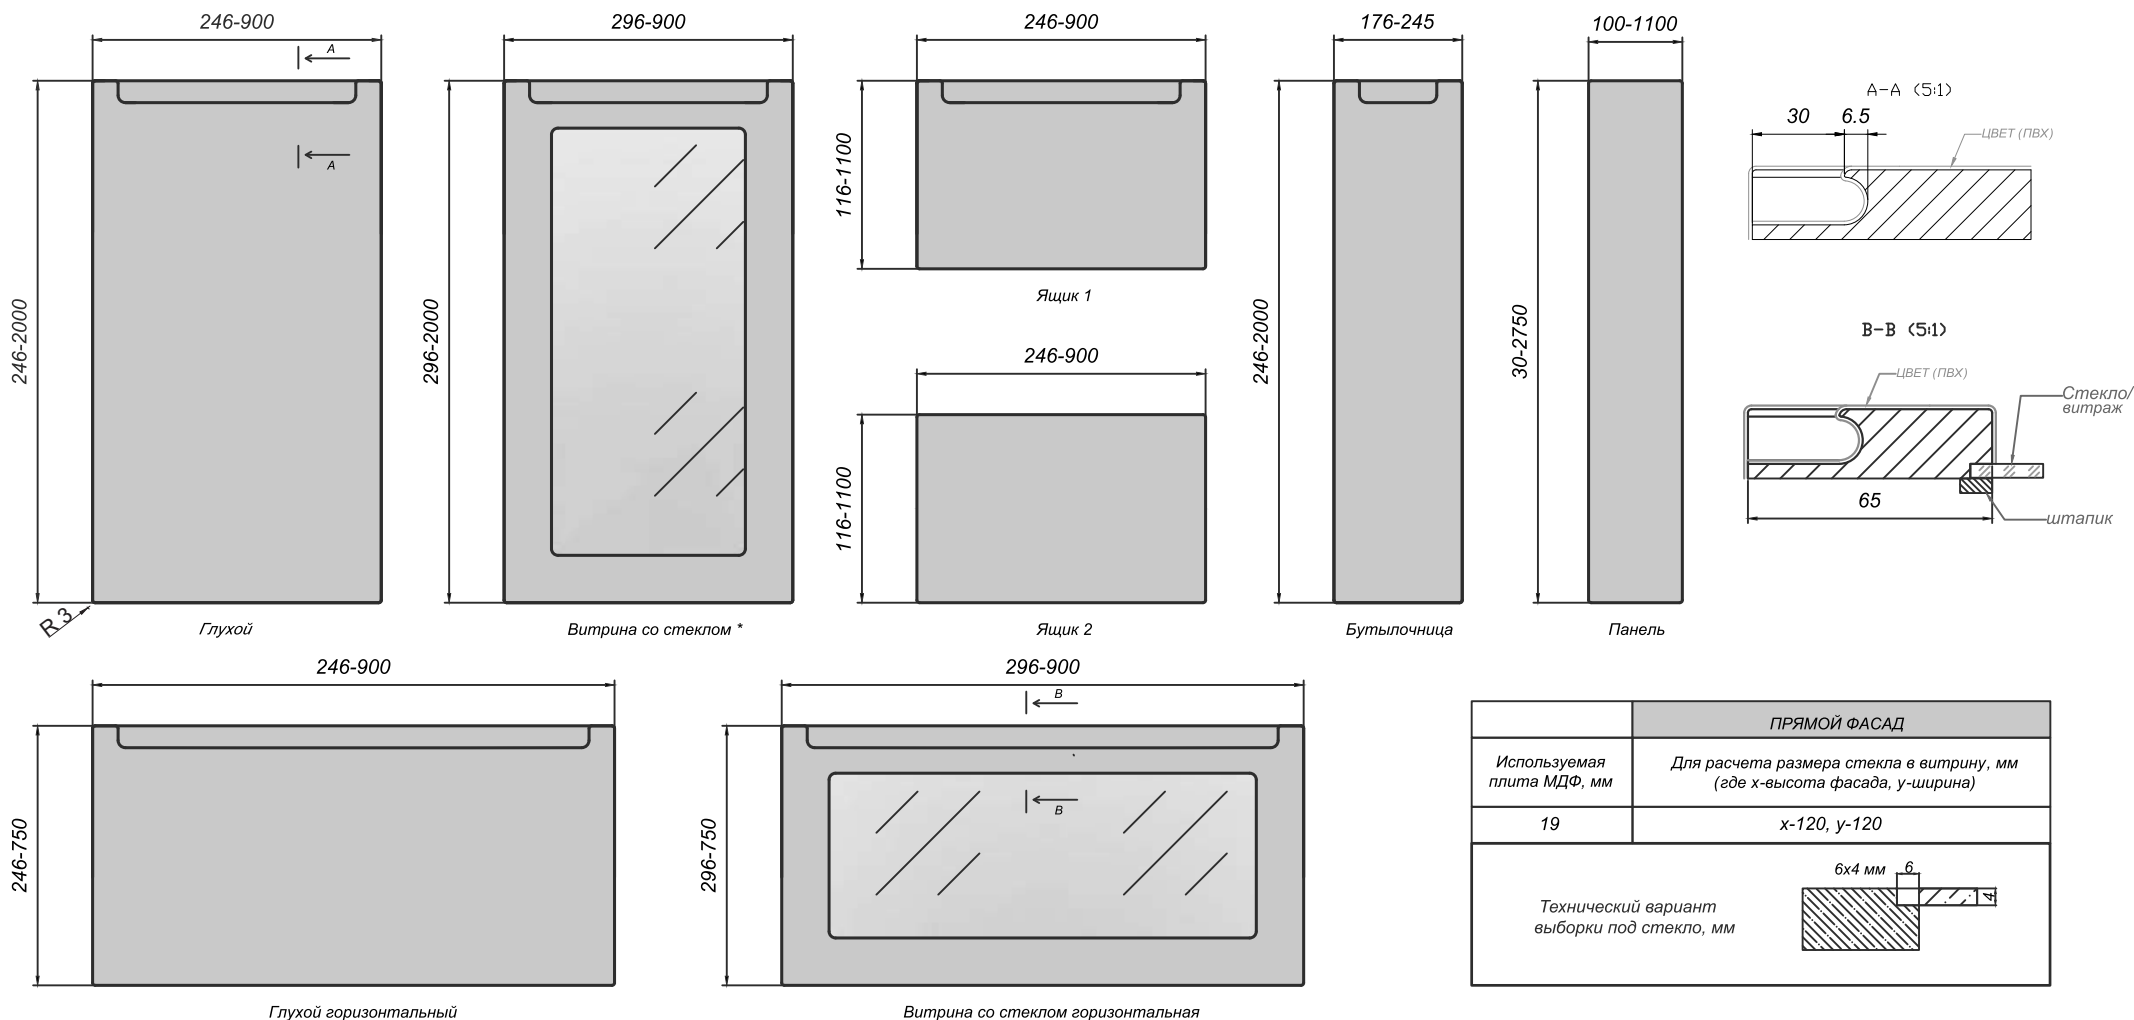 246-900
296-900
246-900
176-245
100-1100
A
A
246-2000
R 3
Глухой
296-2000
Витрина со стеклом *
116-1100
Ящик 1
246-900
116-1100
Ящик 2
246-2000
Бутылочница
30-2750
Панель
A-A (5:1)
30
6.5
ЦВЕТ (ПВХ)
B-B (5:1)
ЦВЕТ (ПВХ)
Стекло/
витраж
65
штапик
246-900
246-750
Глухой горизонтальный
296-900
B
B
296-750
Витрина со стеклом горизонтальная
ПРЯМОЙ ФАСАД
Используемая
плита МДФ, мм
Для расчета размера стекла в витрину, мм
(где х-высота фасада, у-ширина)
19
х-120, у-120
Технический вариант
выборки под стекло, мм
6х4 мм
6
4